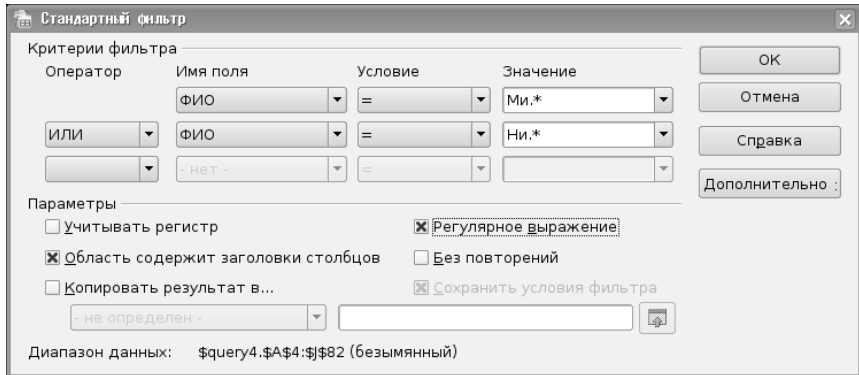 Стандартный фильтр
Критерии фильтра
Оператор Имя поля Условие Значение
ФИО = Ми.*
ИЛИ ФИО = Ни.*
- нет - =
OK
Отмена
Справка
Дополнительно :
Параметры
Учитывать регистр Регулярное выражение
Область содержит заголовки столбцов Без повторений
Копировать результат в... Сохранить условия фильтра
- не определен -
Диапазон данных: $query4.$A$4:$J$82 (безымянный)